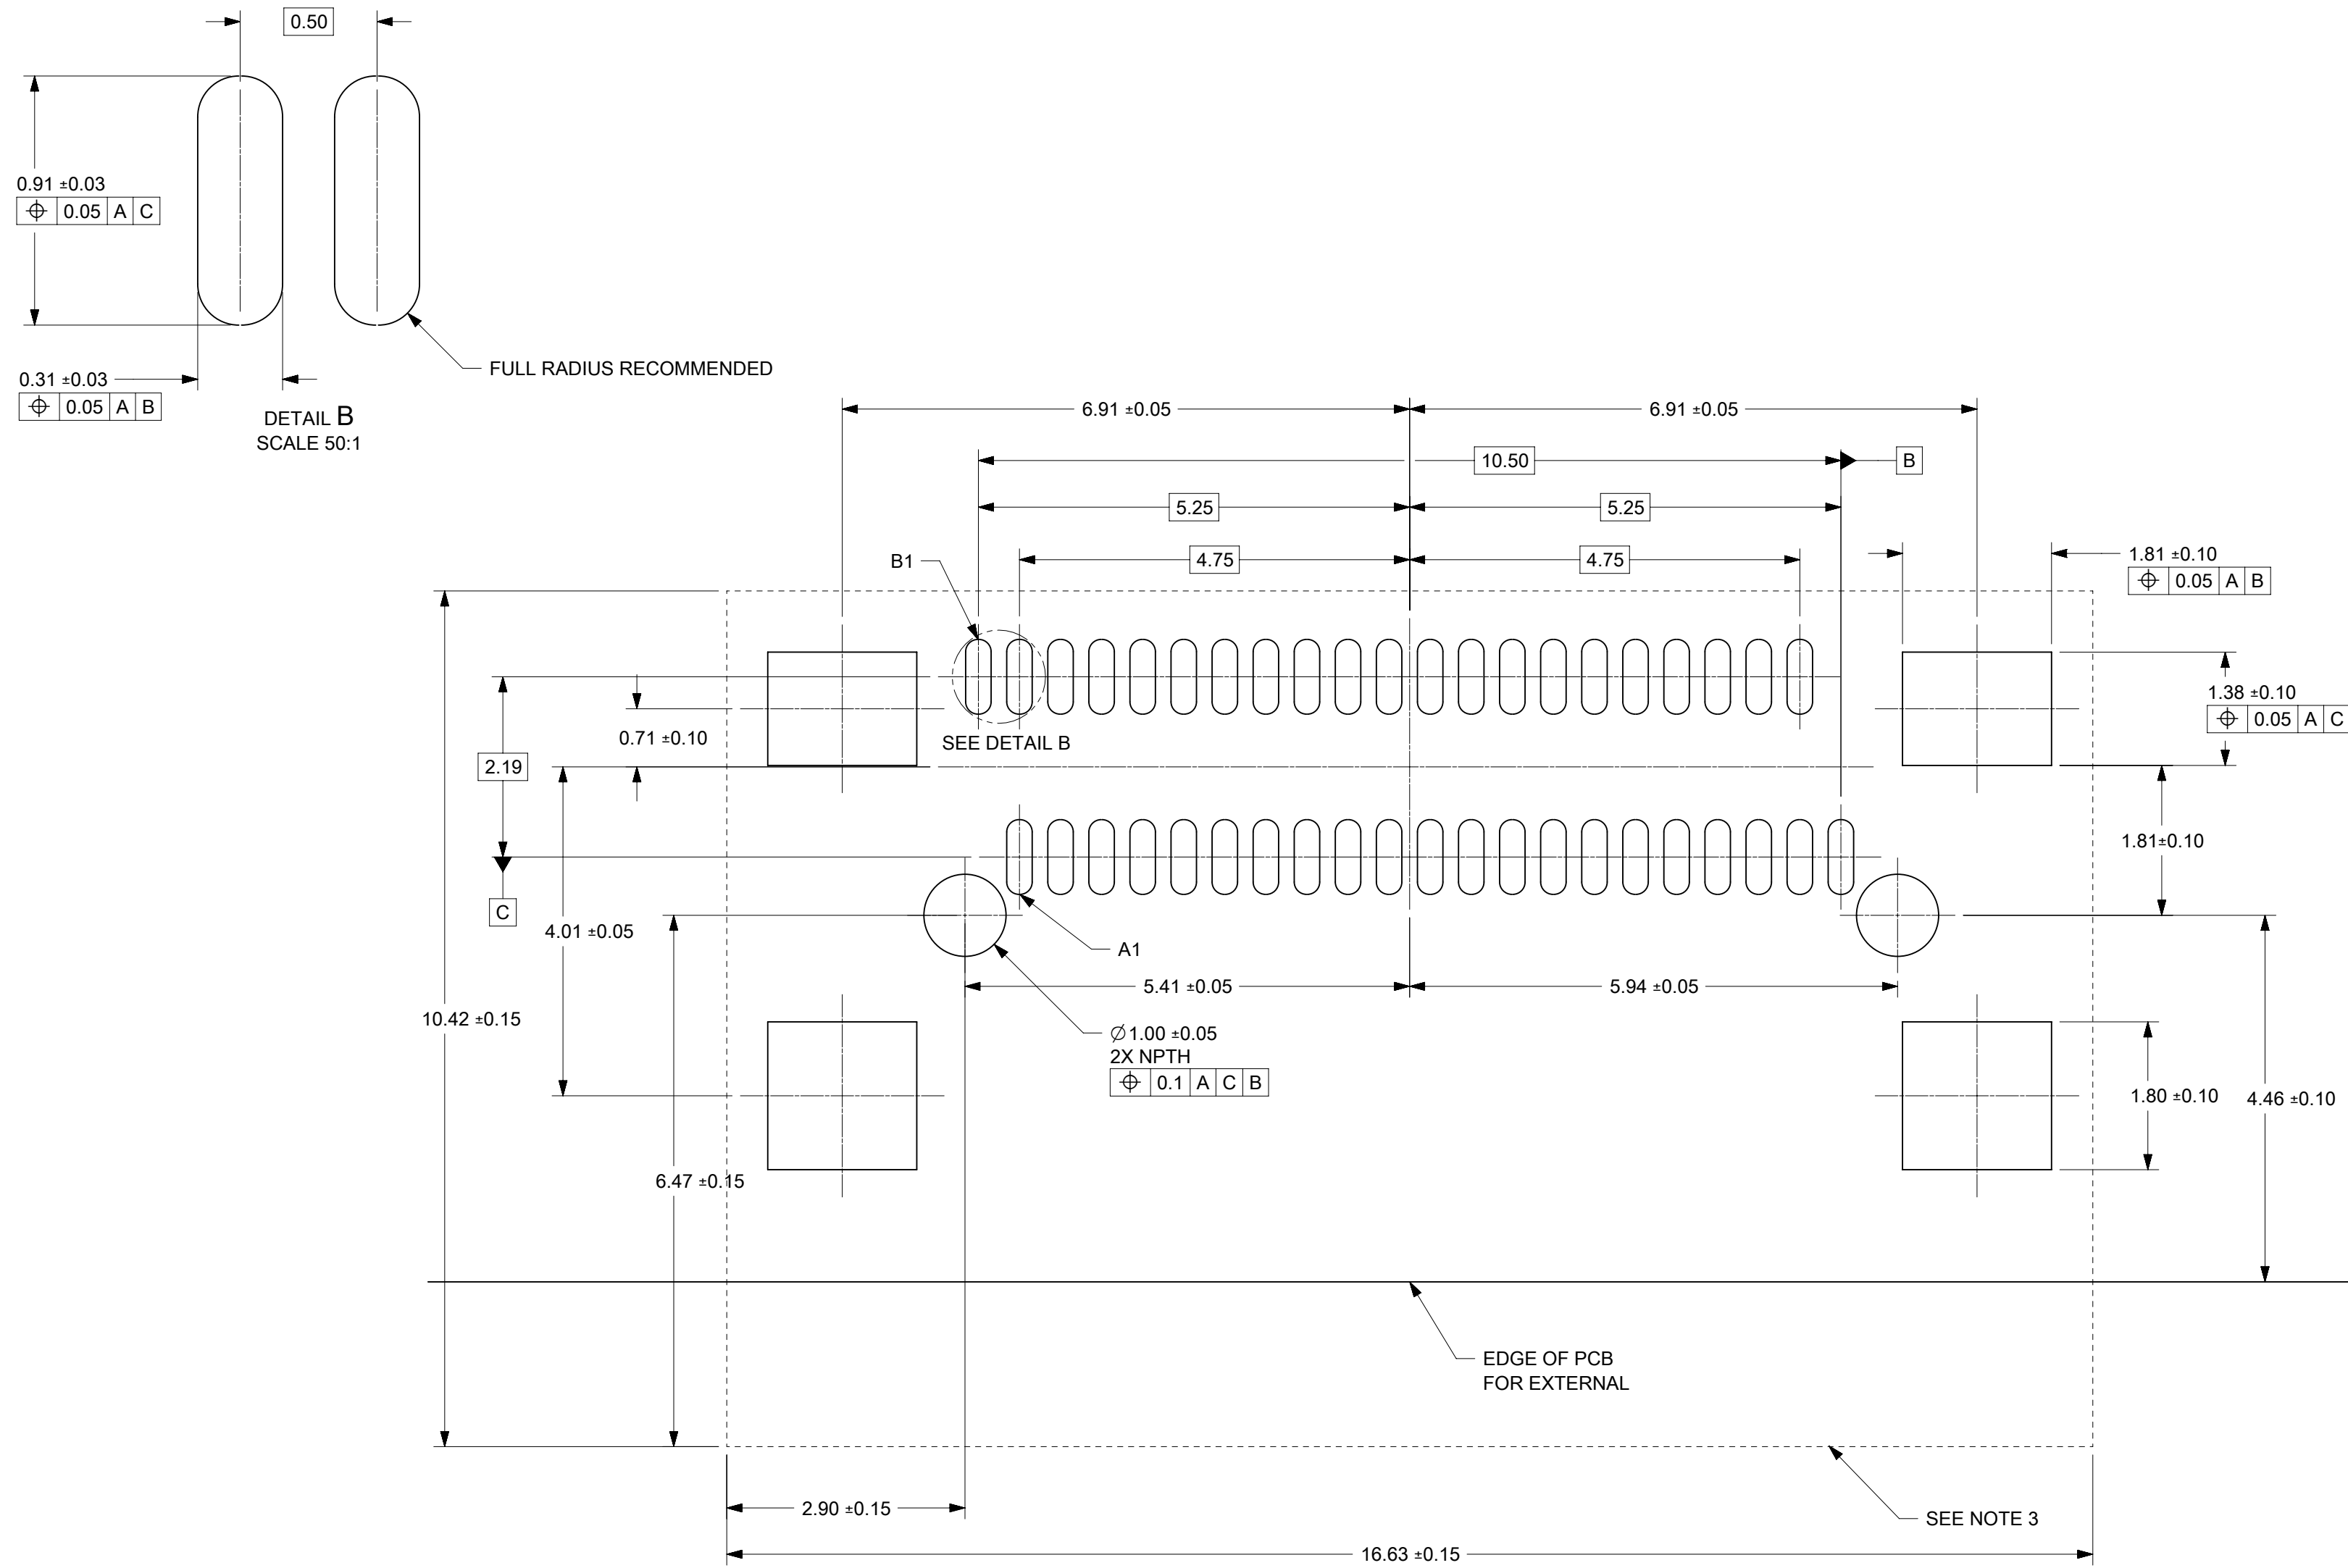 0.50
0.91 ±0.03
⌖ 0.05 A C
FULL RADIUS RECOMMENDED
0.31 ±0.03
⌖ 0.05 A B
DETAIL B
SCALE 50:1
6.91 ±0.05
6.91 ±0.05
10.50
B
5.25
5.25
B1
4.75
4.75
1.81 ±0.10
⌖ 0.05 A B
1.38 ±0.10
⌖ 0.05 A C
0.71 ±0.10
SEE DETAIL B
2.19
1.81±0.10
C
4.01 ±0.05
A1
5.41 ±0.05
5.94 ±0.05
10.42 ±0.15
∅1.00 ±0.05
2X NPTH
⌖ 0.1 A C B
1.80 ±0.10
4.46 ±0.10
6.47 ±0.15
EDGE OF PCB
FOR EXTERNAL
2.90 ±0.15
SEE NOTE 3
16.63 ±0.15